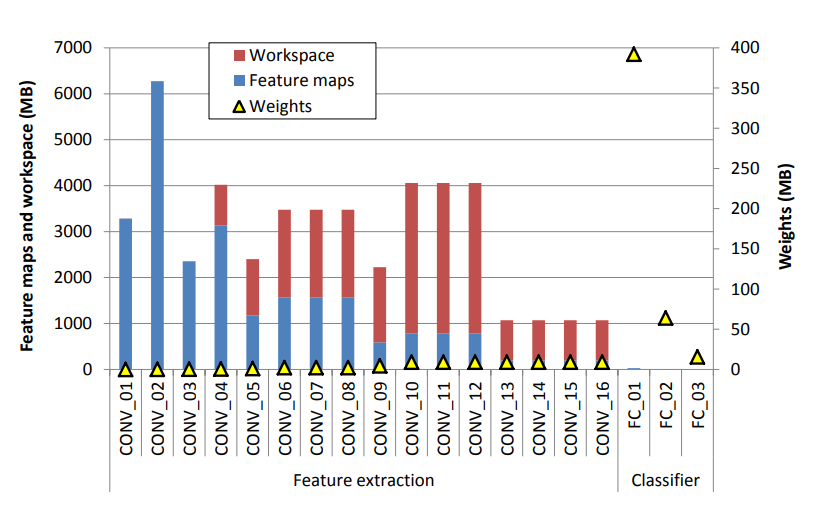 Feature maps and workspace (MB)
7000
6000
5000
4000
3000
2000
1000
0
Workspace
Feature maps
Weights
400
350
300
250
200
150
100
50
0
Weights (MB)
CONV_01
CONV_02
CONV_03
CONV_04
CONV_05
CONV_06
CONV_07
CONV_08
CONV_09
CONV_10
CONV_11
CONV_12
CONV_13
CONV_14
CONV_15
CONV_16
FC_01
FC_02
FC_03
Feature extraction
Classifier